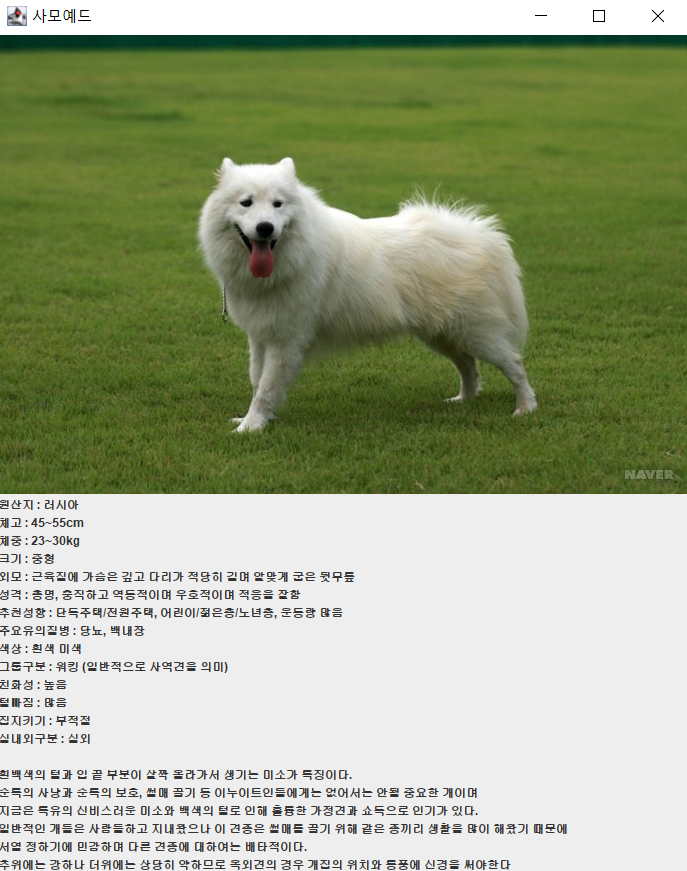 사모예드
NAVER
원산지 : 러시아
체고 : 45~55cm
체중 : 23~30kg
크기 : 중형
외모 : 근육질에 가슴은 깊고 다리가 적당히 길며 알맞게 굽은 뒷무릎
성격 : 총명, 충직하고 역동적이며 우호적이며 적응을 잘함
추천성향 : 단독주택/전원주택, 어린이/젊은층/노년층, 운동량 많음
주요유의질병 : 당뇨, 백내장
색상 : 흰색 미색
그룹구분 : 워킹 (일반적으로 사역견을 의미)
친화성 : 높음
털빠짐 : 많음
집지키기 : 부적절
실내외구분 : 실외
흰백색의 털과 입 끝 부분이 살짝 올라가서 생기는 미소가 특징이다.
순록의 사냥과 순록의 보호, 썰매 끌기 등 이누이트인들에게는 없어서는 안될 중요한 개이며
지금은 특유의 신비스러운 미소와 백색의 털로 인해 훌륭한 가정견과 쇼독으로 인기가 있다.
일반적인 개들은 사람들하고 지내왔으나 이 견종은 썰매를 끌기 위해 같은 종끼리 생활을 많이 해왔기 때문에
서열 정하기에 민감하며 다른 견종에 대하여는 배타적이다.
추위에는 강하나 더위에는 상당히 약하므로 옥외견의 경우 개집의 위치와 통풍에 신경을 써야한다